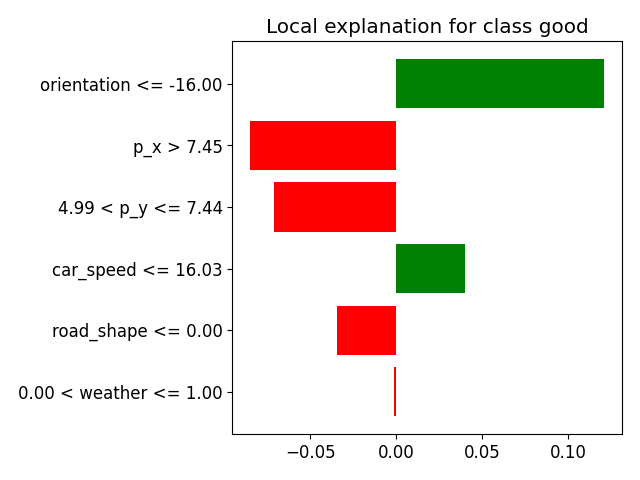 Local explanation for class good
orientation <= -16.00
p_x > 7.45
4.99 < p_y <= 7.44
car_speed <= 16.03
road_shape <= 0.00
0.00 < weather <= 1.00
−0.05 0.00 0.05 0.10